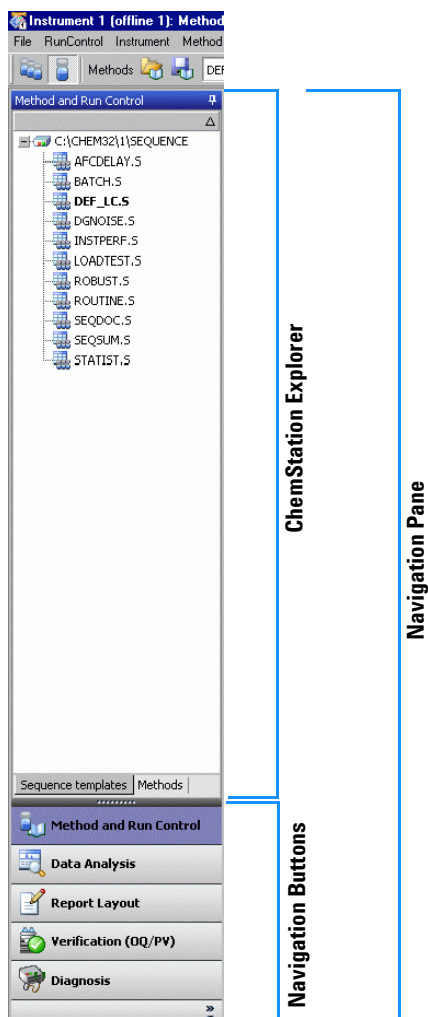 Instrument 1 (offline 1): Method
File RunControl Instrument Method
Methods DEF
Method and Run Control
C:\CHEM32\1\SEQUENCE
AFCDELAY.S
BATCH.S
DEF_LC.S
DGNOISE.S
INSTPERF.S
LOADTEST.S
ROBUST.S
ROUTINE.S
SEQDOC.S
SEQSUM.S
STATIST.S
Sequence templates Methods
Method and Run Control
Data Analysis
Report Layout
Verification (OQ/PV)
Diagnosis
ChemStation Explorer
Navigation Buttons
Navigation Pane